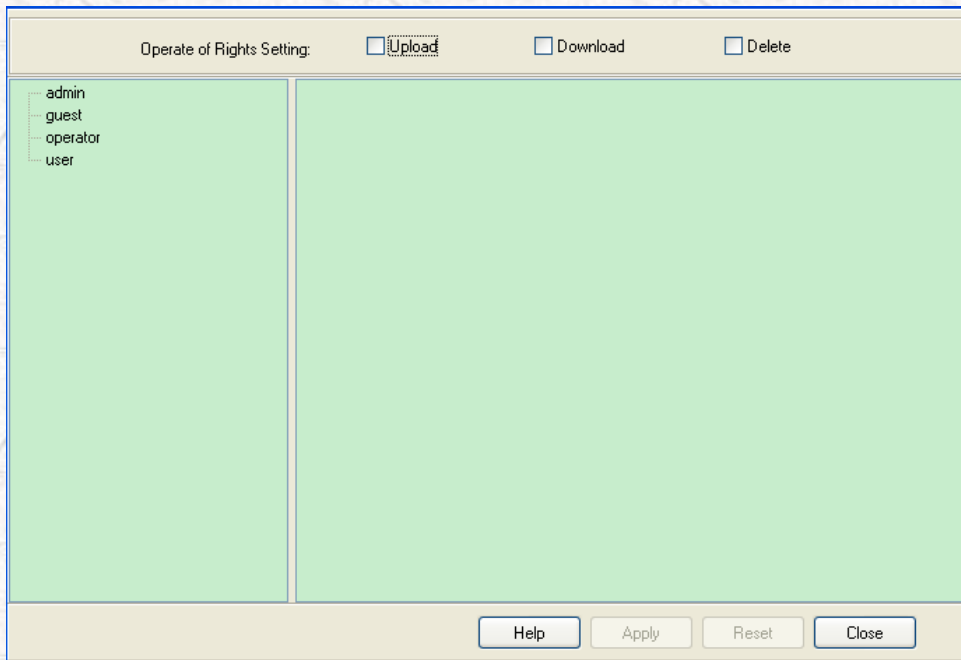 Operate of Rights Setting: Upload Download Delete
admin
guest
operator
user
Help Apply Reset Close